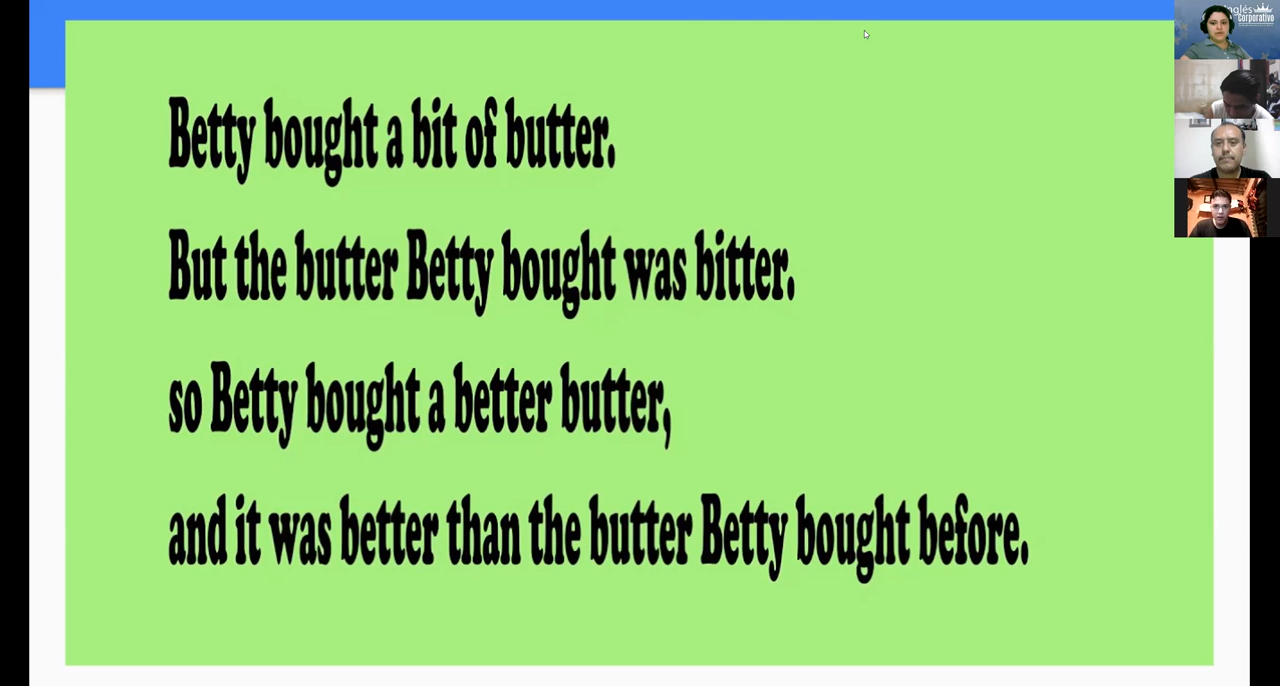 Inglés
Corporativo
Betty bought a bit of butter.
But the butter Betty bought was bitter.
so Betty bought a better butter,
and it was better than the butter Betty bought before.